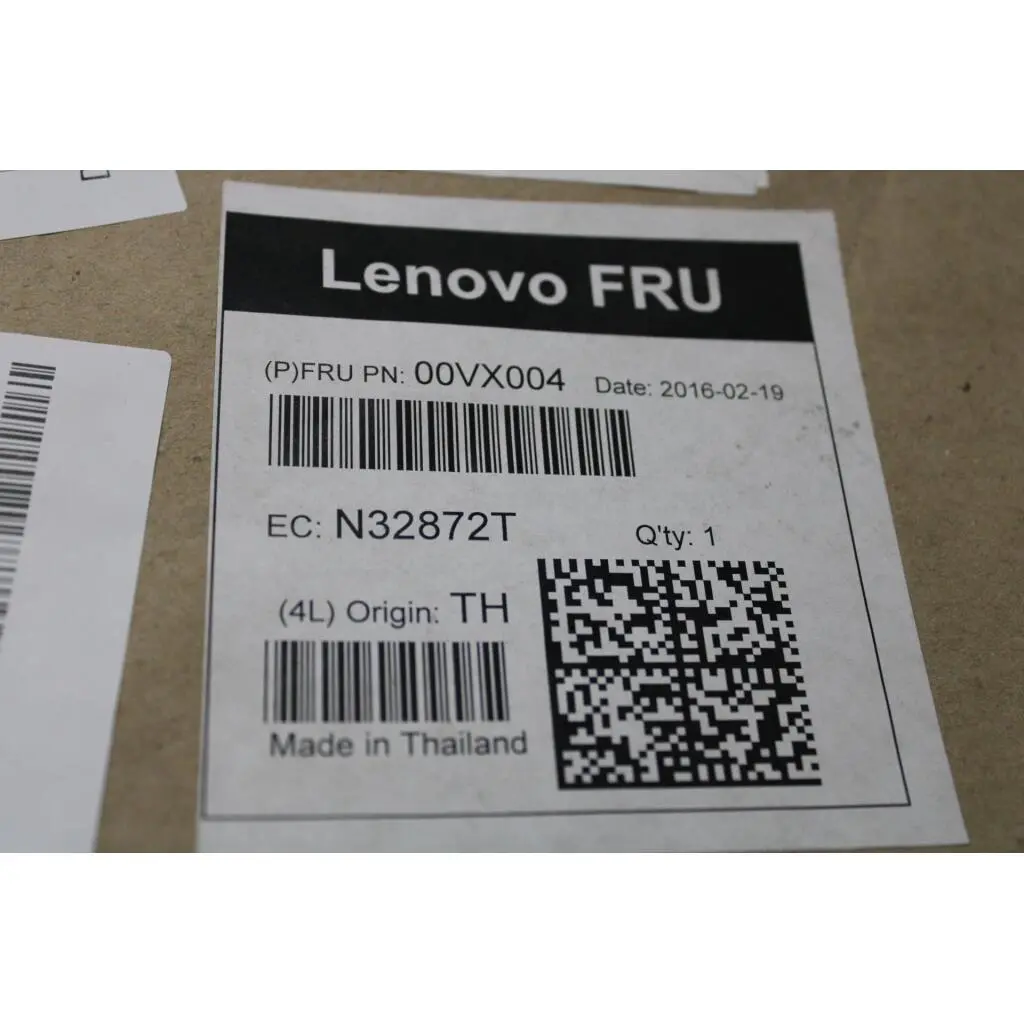 Lenovo FRU
(P)FRU PN: 00VX004 Date: 2016-02-19
EC: N32872T Q'ty: 1
(4L) Origin: TH
Made in Thailand